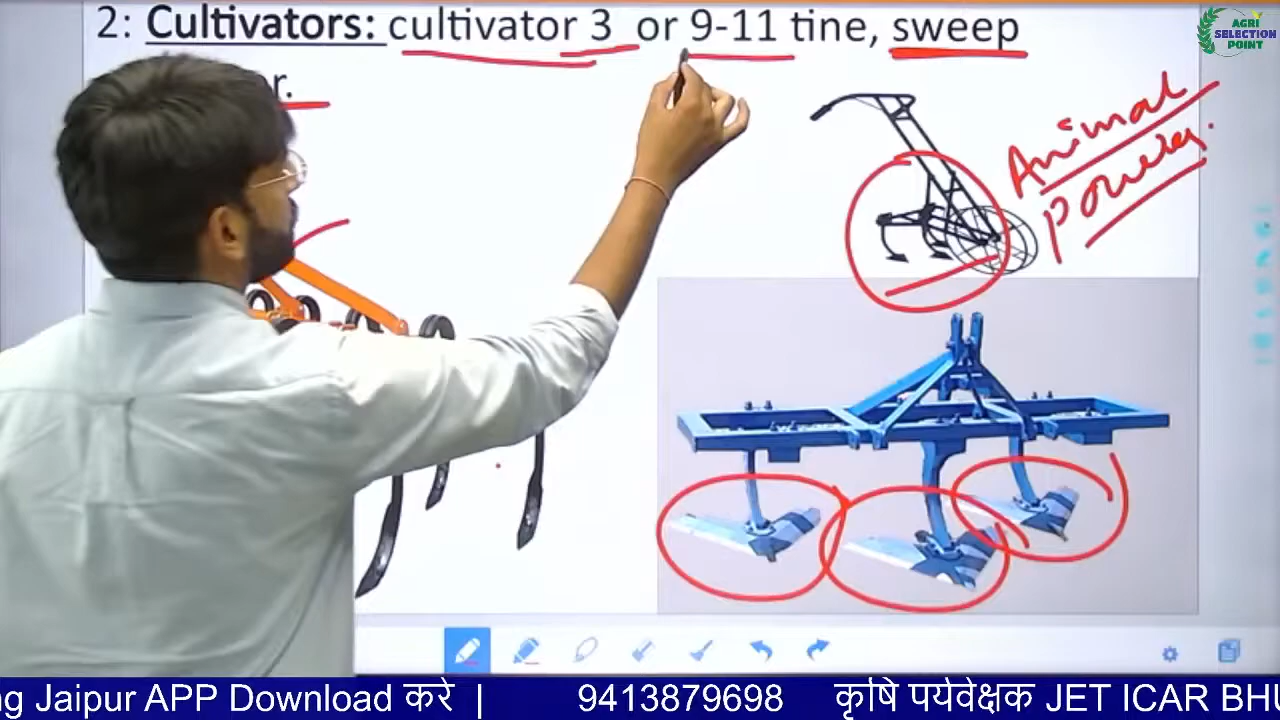 2: Cultivators: cultivator 3 or 9-11 tine, sweep
r.
AGRI
SELECTION
POINT
Animal
power.
ng Jaipur APP Download करे | 9413879698 कृषि पर्यवेक्षक JET ICAR BHU